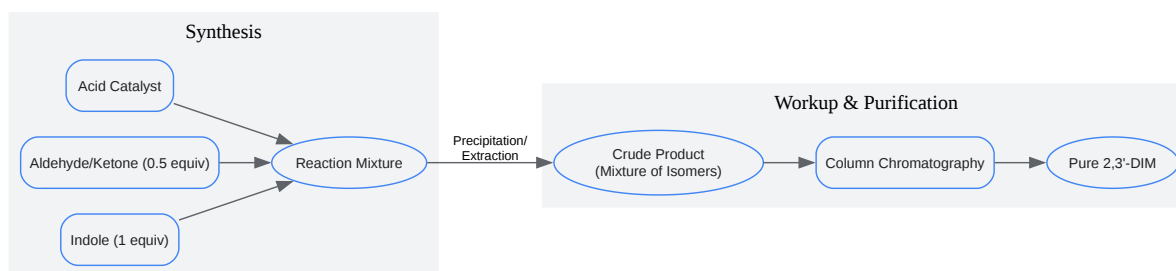 Synthesis
Acid Catalyst
Aldehyde/Ketone (0.5 equiv)
Indole (1 equiv)
Reaction Mixture
Precipitation/
Extraction
Workup & Purification
Crude Product
(Mixture of Isomers)
Column Chromatography
Pure 2,3'-DIM